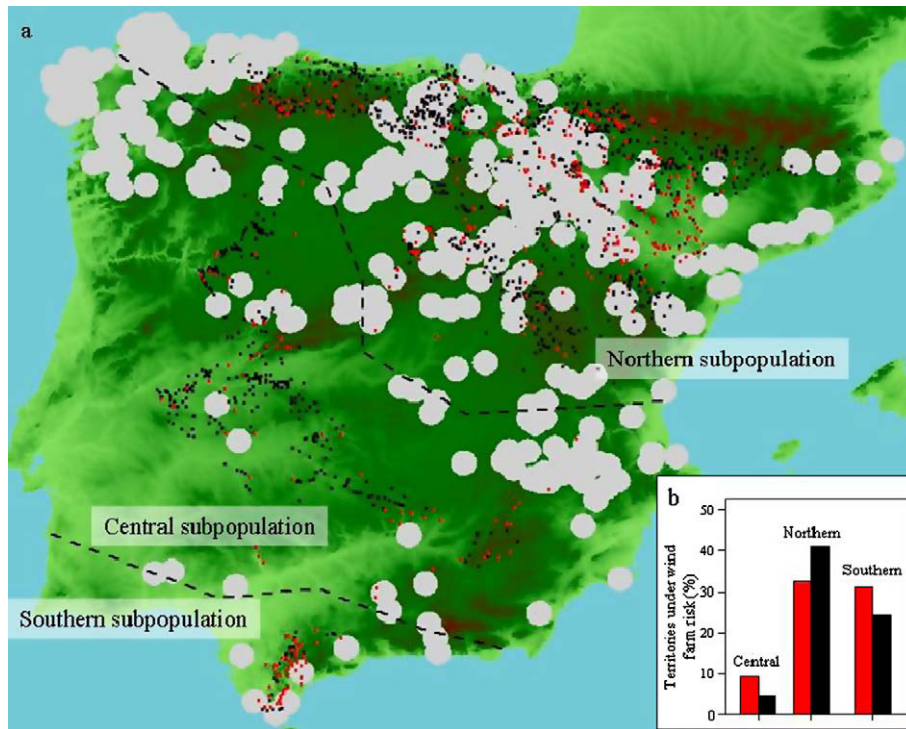 a
Northern subpopulation
Central subpopulation
Southern subpopulation
b
Territories under wind
farm risk (%)
50
40
30
20
10
0
Central
Northern
Southern